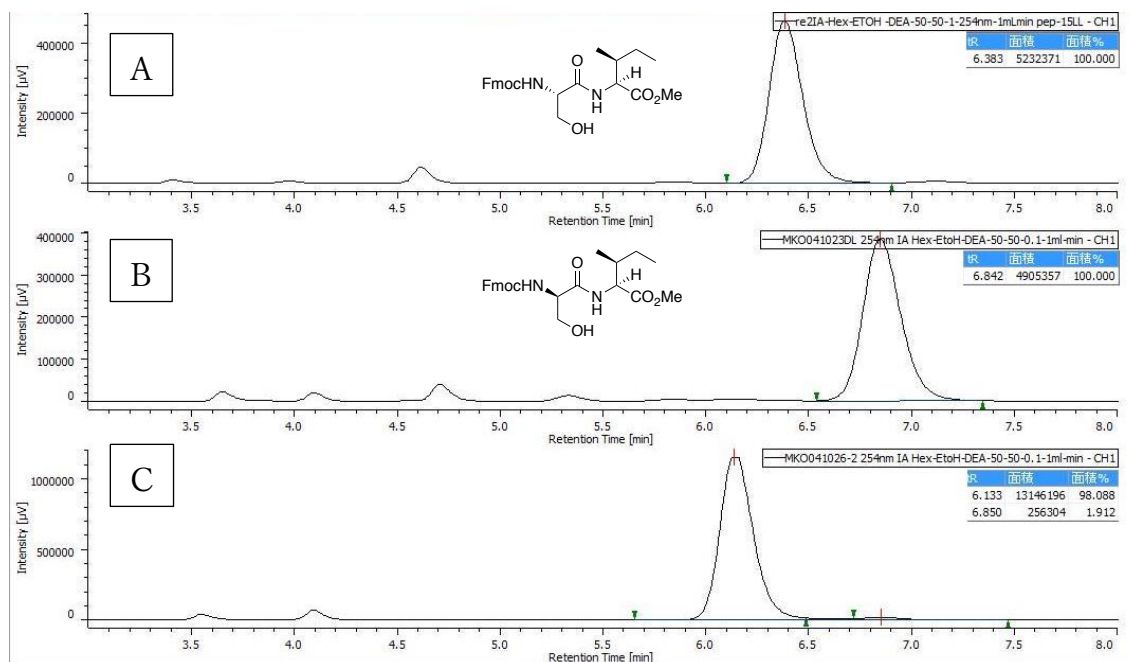 A
re2IA-Hex-ETOH -DEA-50-50-1-254nm-1mLmin pep-15LL - CH1
tR 面積 面積%
6.383 5232371 100.000
Intensity [µV]
400000
200000
0
FmocHN
O
N
H
H
CO2Me
OH
3.5 4.0 4.5 5.0 5.5 6.0 6.5 7.0 7.5 8.0
Retention Time [min]
B
MKO041023DL 254nm IA Hex-EtoH-DEA-50-50-0.1-1ml-min - CH1
tR 面積 面積%
6.842 4905357 100.000
Intensity [µV]
400000
300000
200000
100000
0
FmocHN
O
N
H
H
CO2Me
OH
3.5 4.0 4.5 5.0 5.5 6.0 6.5 7.0 7.5 8.0
Retention Time [min]
C
MKO041026-2 254nm IA Hex-EtoH-DEA-50-50-0.1-1ml-min - CH1
tR 面積 面積%
6.133 13146196 98.088
6.850 256304 1.912
Intensity [µV]
1000000
500000
0
3.5 4.0 4.5 5.0 5.5 6.0 6.5 7.0 7.5 8.0
Retention Time [min]